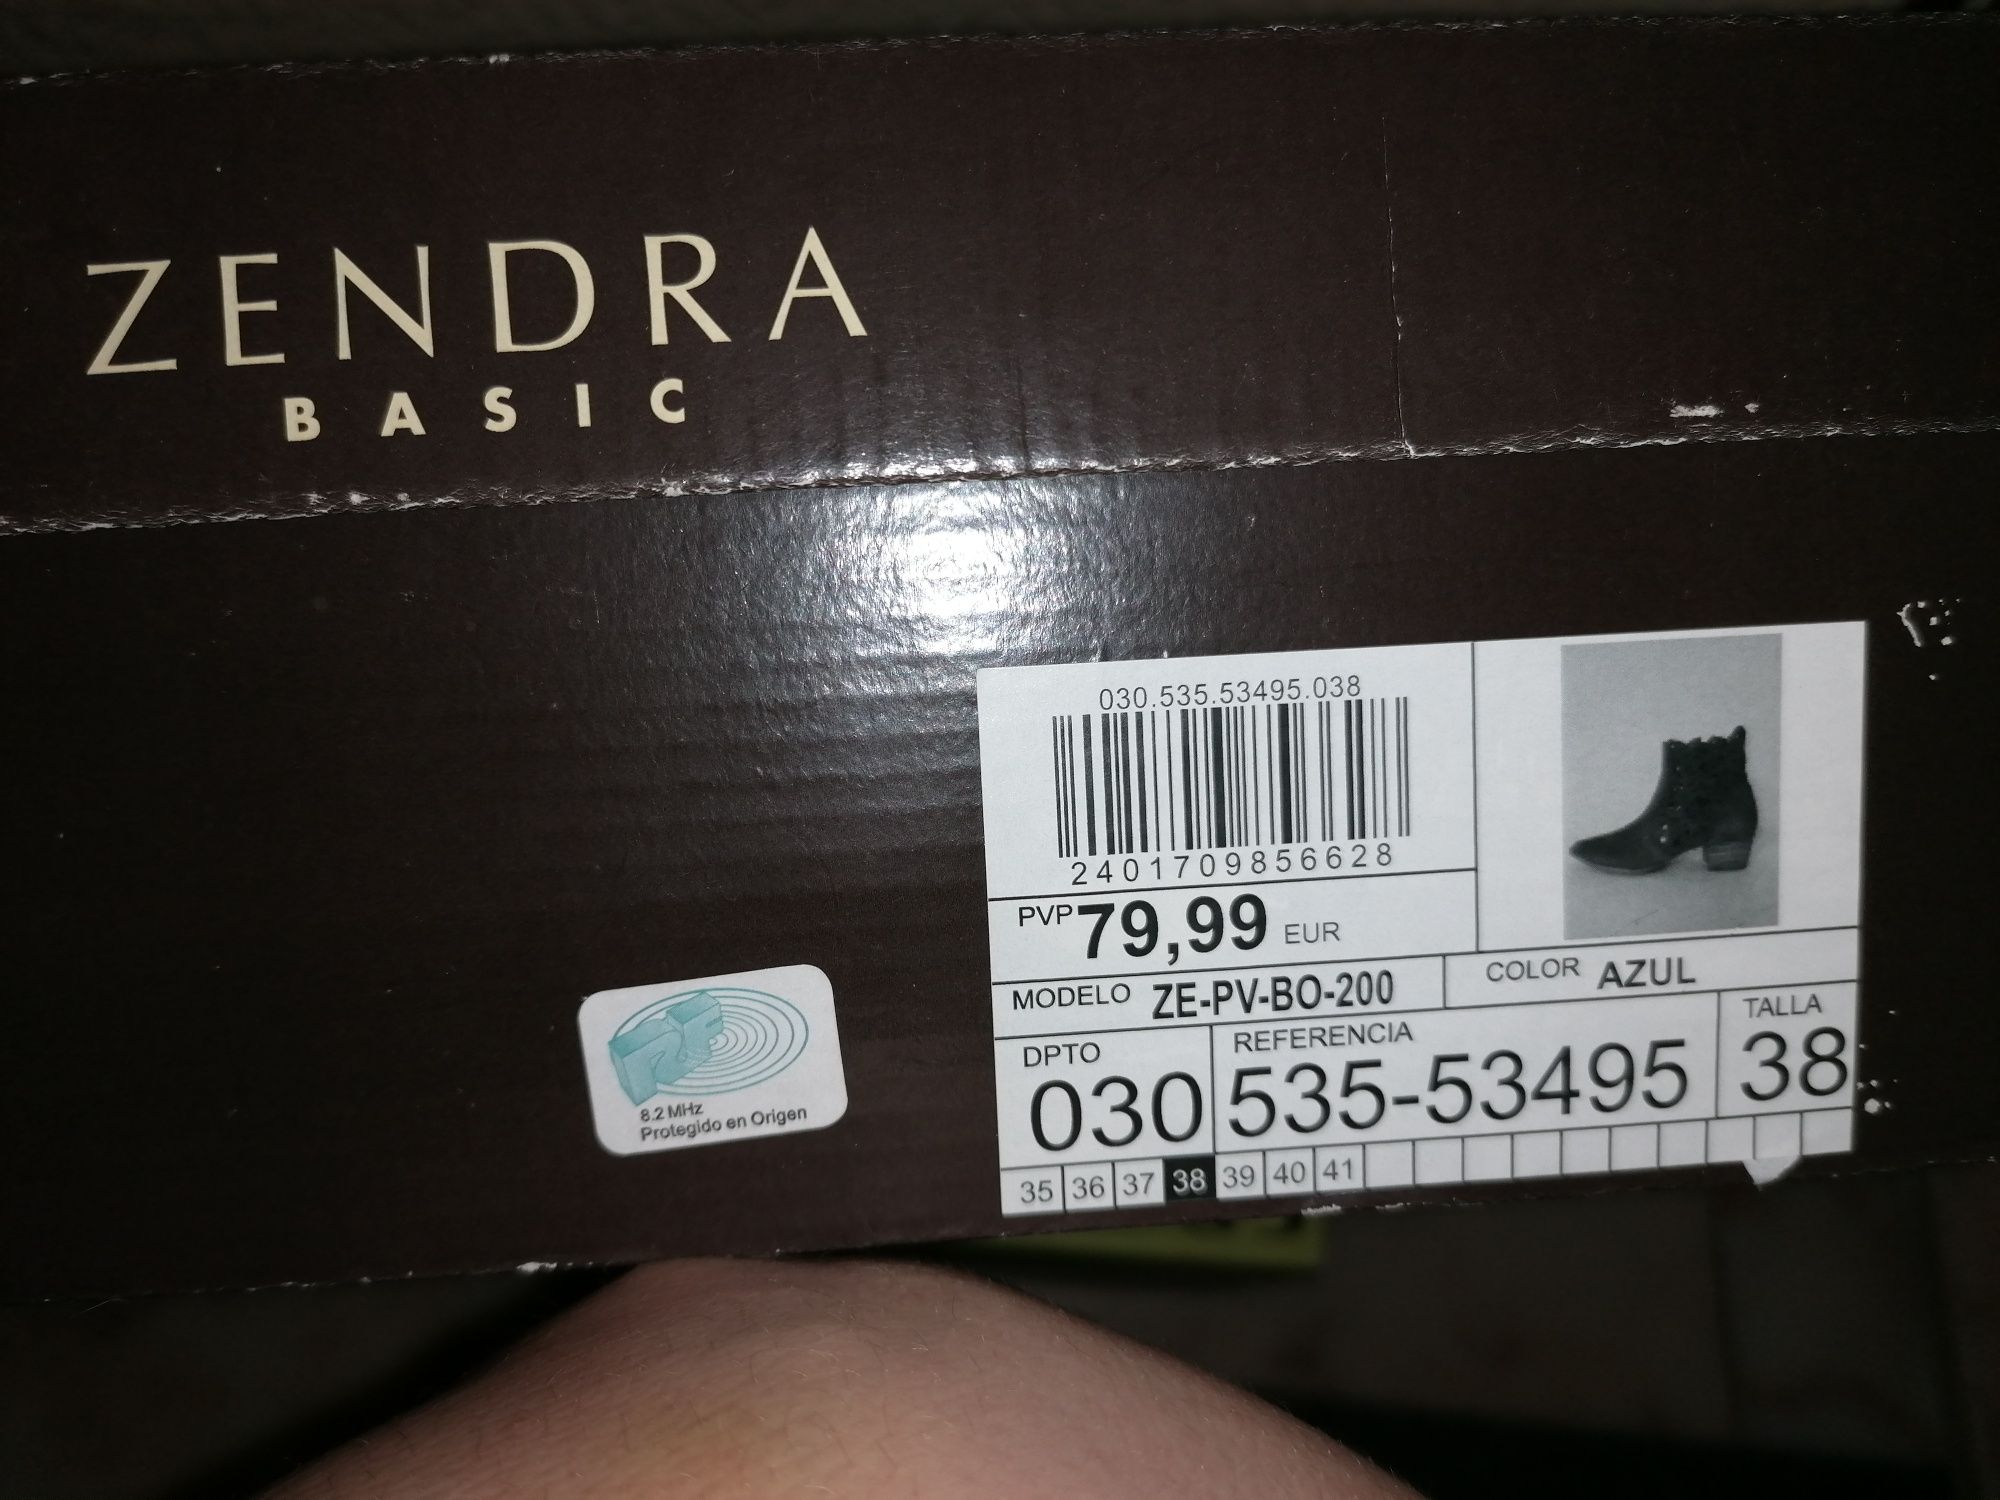 ZENDRA
BASIC
030.535.53495.038
2401709856628
PVP 79,99 EUR
MODELO ZE-PV-BO-200
COLOR AZUL
DPTO
030
REFERENCIA
535-53495
TALLA
38
35 36 37 38 39 40 41
8.2 MHz
Protegido en Origen